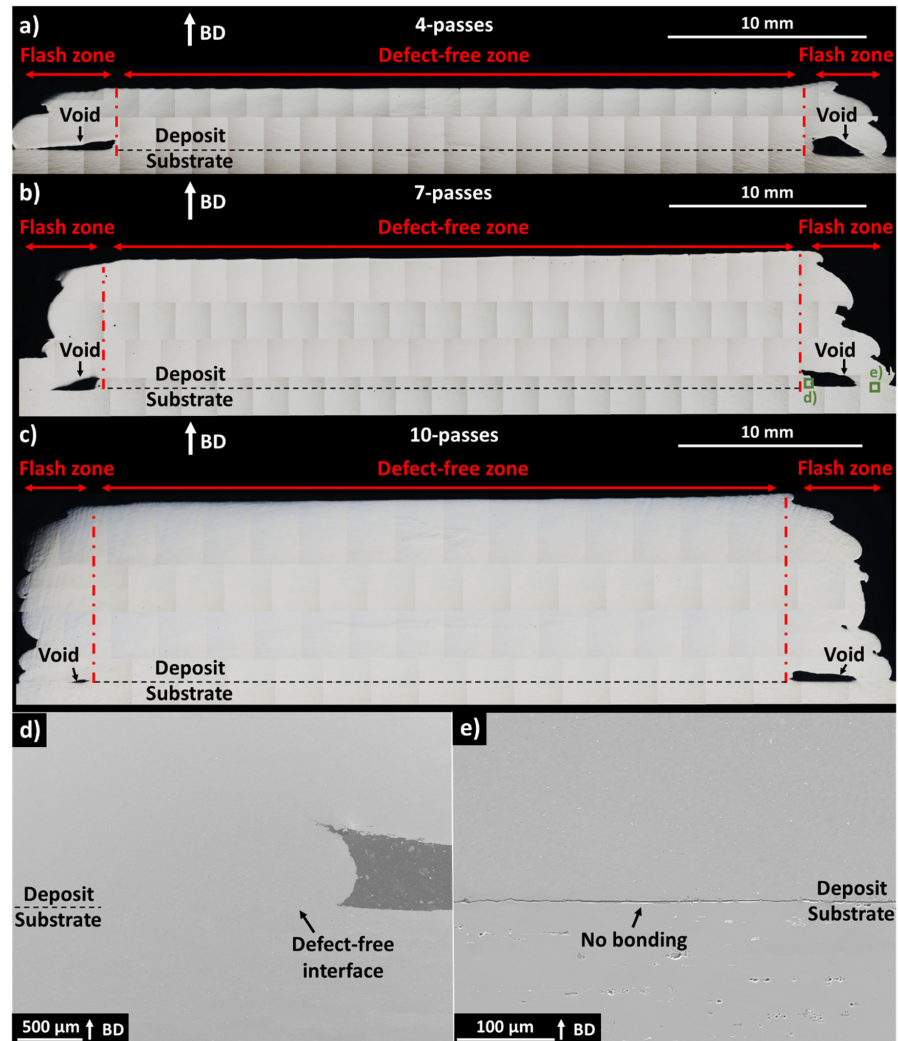 a)
BD
4-passes
10 mm
Flash zone
Defect-free zone
Flash zone
Void
Deposit
Substrate
Void
b)
BD
7-passes
10 mm
Flash zone
Defect-free zone
Flash zone
Void
Deposit
Substrate
Void
d)
e)
c)
BD
10-passes
10 mm
Flash zone
Defect-free zone
Flash zone
Void
Deposit
Substrate
Void
d)
Deposit
Substrate
Defect-free
interface
500 µm
BD
e)
Deposit
Substrate
No bonding
100 µm
BD